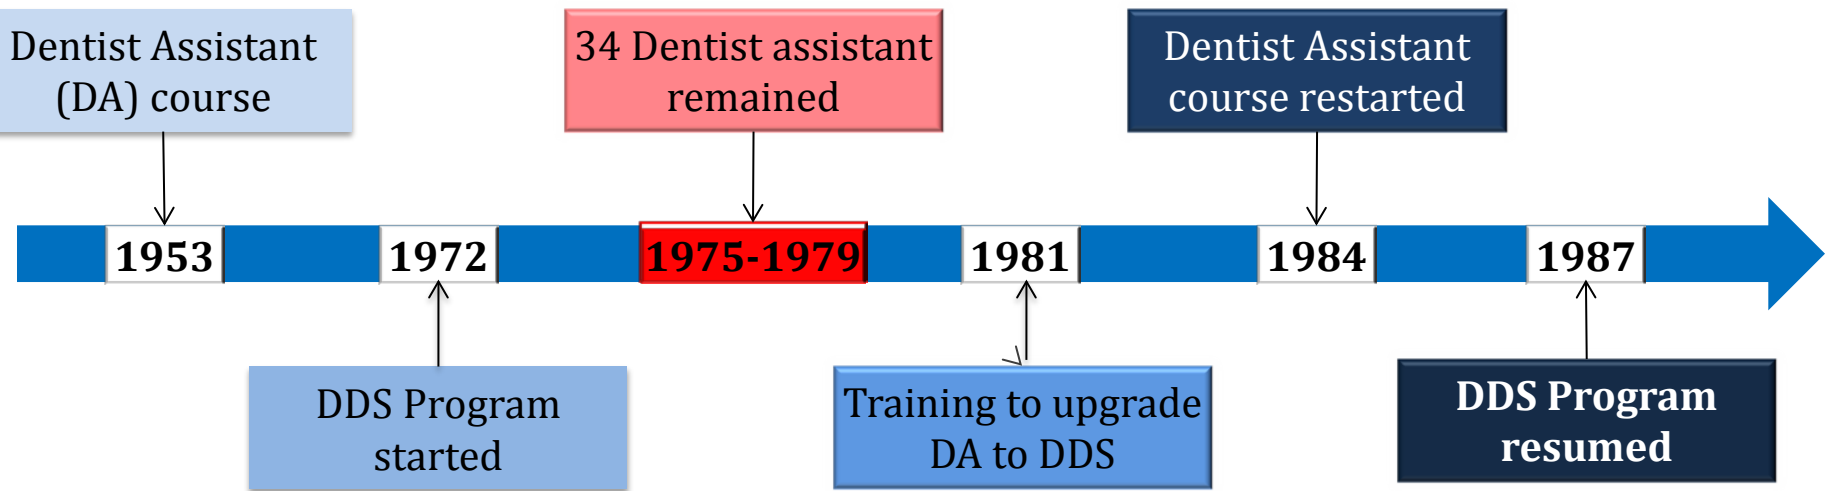 Dentist Assistant
(DA) course
34 Dentist assistant
remained
Dentist Assistant
course restarted
1953
1972
1975-1979
1981
1984
1987
DDS Program
started
Training to upgrade
DA to DDS
DDS Program
resumed